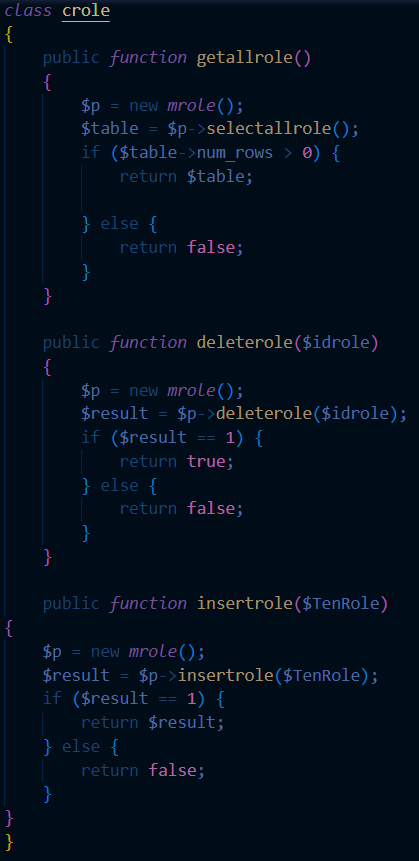 class crole
{
    public function getallrole()
    {
        $p = new mrole();
        $table = $p->selectallrole();
        if ($table->num_rows > 0) {
            return $table;

        } else {
            return false;
        }
    }

    public function deleterole($idrole)
    {
        $p = new mrole();
        $result = $p->deleterole($idrole);
        if ($result == 1) {
            return true;
        } else {
            return false;
        }
    }

    public function insertrole($TenRole)
{
    $p = new mrole();
    $result = $p->insertrole($TenRole);
    if ($result == 1) {
        return $result;
    } else {
        return false;
    }
}
}